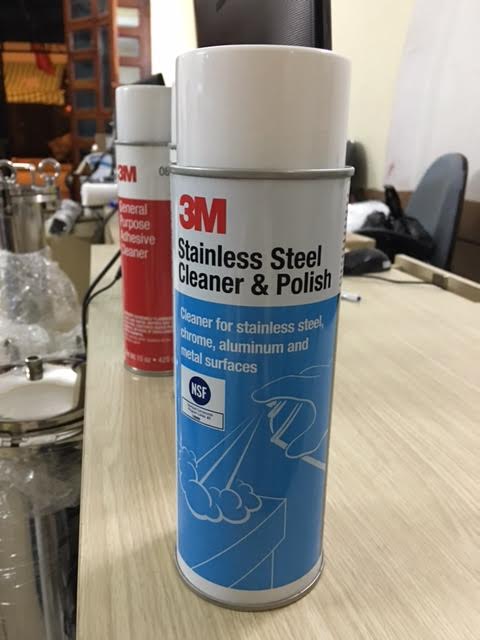 3M
Stainless Steel
Cleaner & Polish
Cleaner for stainless steel,
chrome, aluminum and
metal surfaces
NSF
3M
General
Purpose
Adhesive
Cleaner